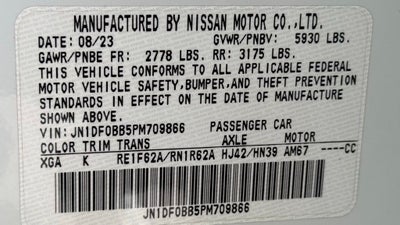 MANUFACTURED BY NISSAN MOTOR CO.,LTD.
DATE: 08/23 GVWR/PNBV: 5930 LBS.
GAWR/PNBE FR: 2778 LBS. RR: 3175 LBS.
THIS VEHICLE CONFORMS TO ALL APPLICABLE FEDERAL
MOTOR VEHICLE SAFETY,BUMPER,AND THEFT PREVENTION
STANDARDS IN EFFECT ON THE DATE OF MANUFACTURE
SHOWN ABOVE.
VIN: JN1DF0BB5PM709866 PASSENGER CAR
COLOR TRIM TRANS AXLE MOTOR
XGA K RE1F62A/RN1R62A HJ42/HN39 AM67 ----CC
JN1DF0BB5PM709866